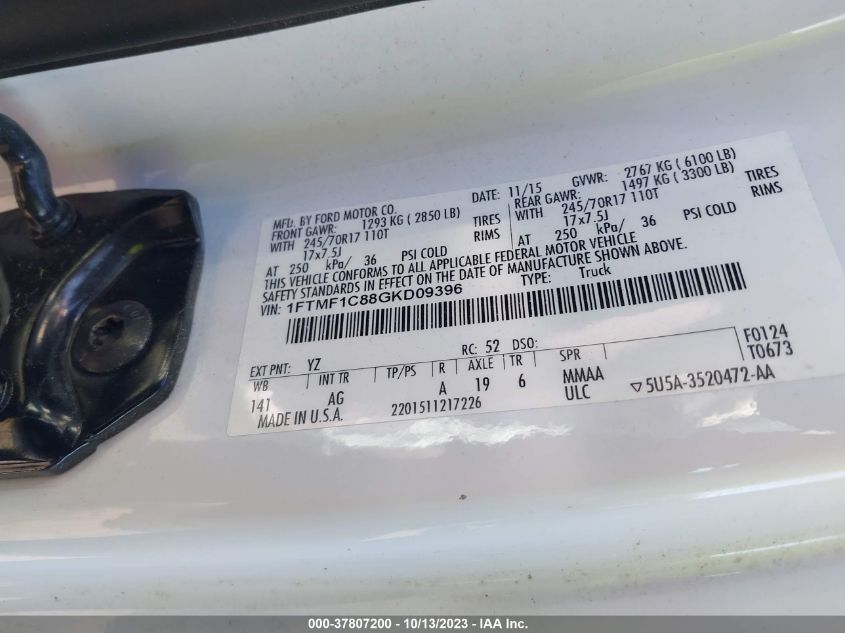 MFG. BY FORD MOTOR CO.
DATE: 11/15 GVWR: 2767 KG ( 6100 LB)
FRONT GAWR: 1293 KG ( 2850 LB) REAR GAWR: 1497 KG ( 3300 LB)
WITH 245/70R17 110T TIRES WITH 245/70R17 110T TIRES
17x7.5J RIMS 17x7.5J RIMS
AT 250 kPa/ 36 PSI COLD AT 250 kPa/ 36 PSI COLD
THIS VEHICLE CONFORMS TO ALL APPLICABLE FEDERAL MOTOR VEHICLE
SAFETY STANDARDS IN EFFECT ON THE DATE OF MANUFACTURE SHOWN ABOVE.
VIN: 1FTMF1C88GKD09396 TYPE: Truck
F0124
T0673
EXT PNT: YZ RC: 52 DSO:
WB INT TR TP/PS R AXLE TR SPR
141 AG A 19 6 MMAA
ULC
MADE IN U.S.A. 2201511217226
▽5U5A-3520472-AA
000-37807200 - 10/13/2023 - IAA Inc.